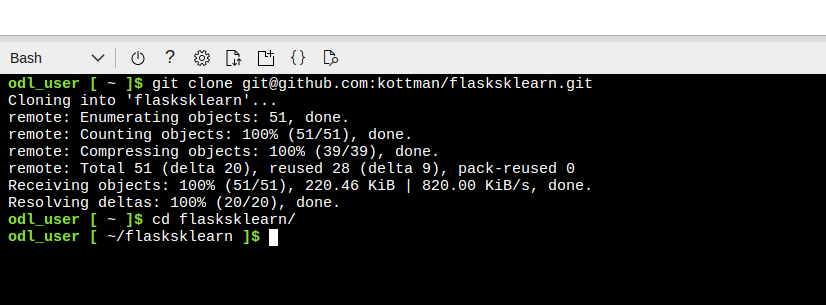 Bash ? { }
odl_user [ ~ ]$ git clone git@github.com:kottman/flasksklearn.git
Cloning into 'flasksklearn'...
remote: Enumerating objects: 51, done.
remote: Counting objects: 100% (51/51), done.
remote: Compressing objects: 100% (39/39), done.
remote: Total 51 (delta 20), reused 28 (delta 9), pack-reused 0
Receiving objects: 100% (51/51), 220.46 KiB | 820.00 KiB/s, done.
Resolving deltas: 100% (20/20), done.
odl_user [ ~ ]$ cd flasksklearn/
odl_user [ ~/flasksklearn ]$